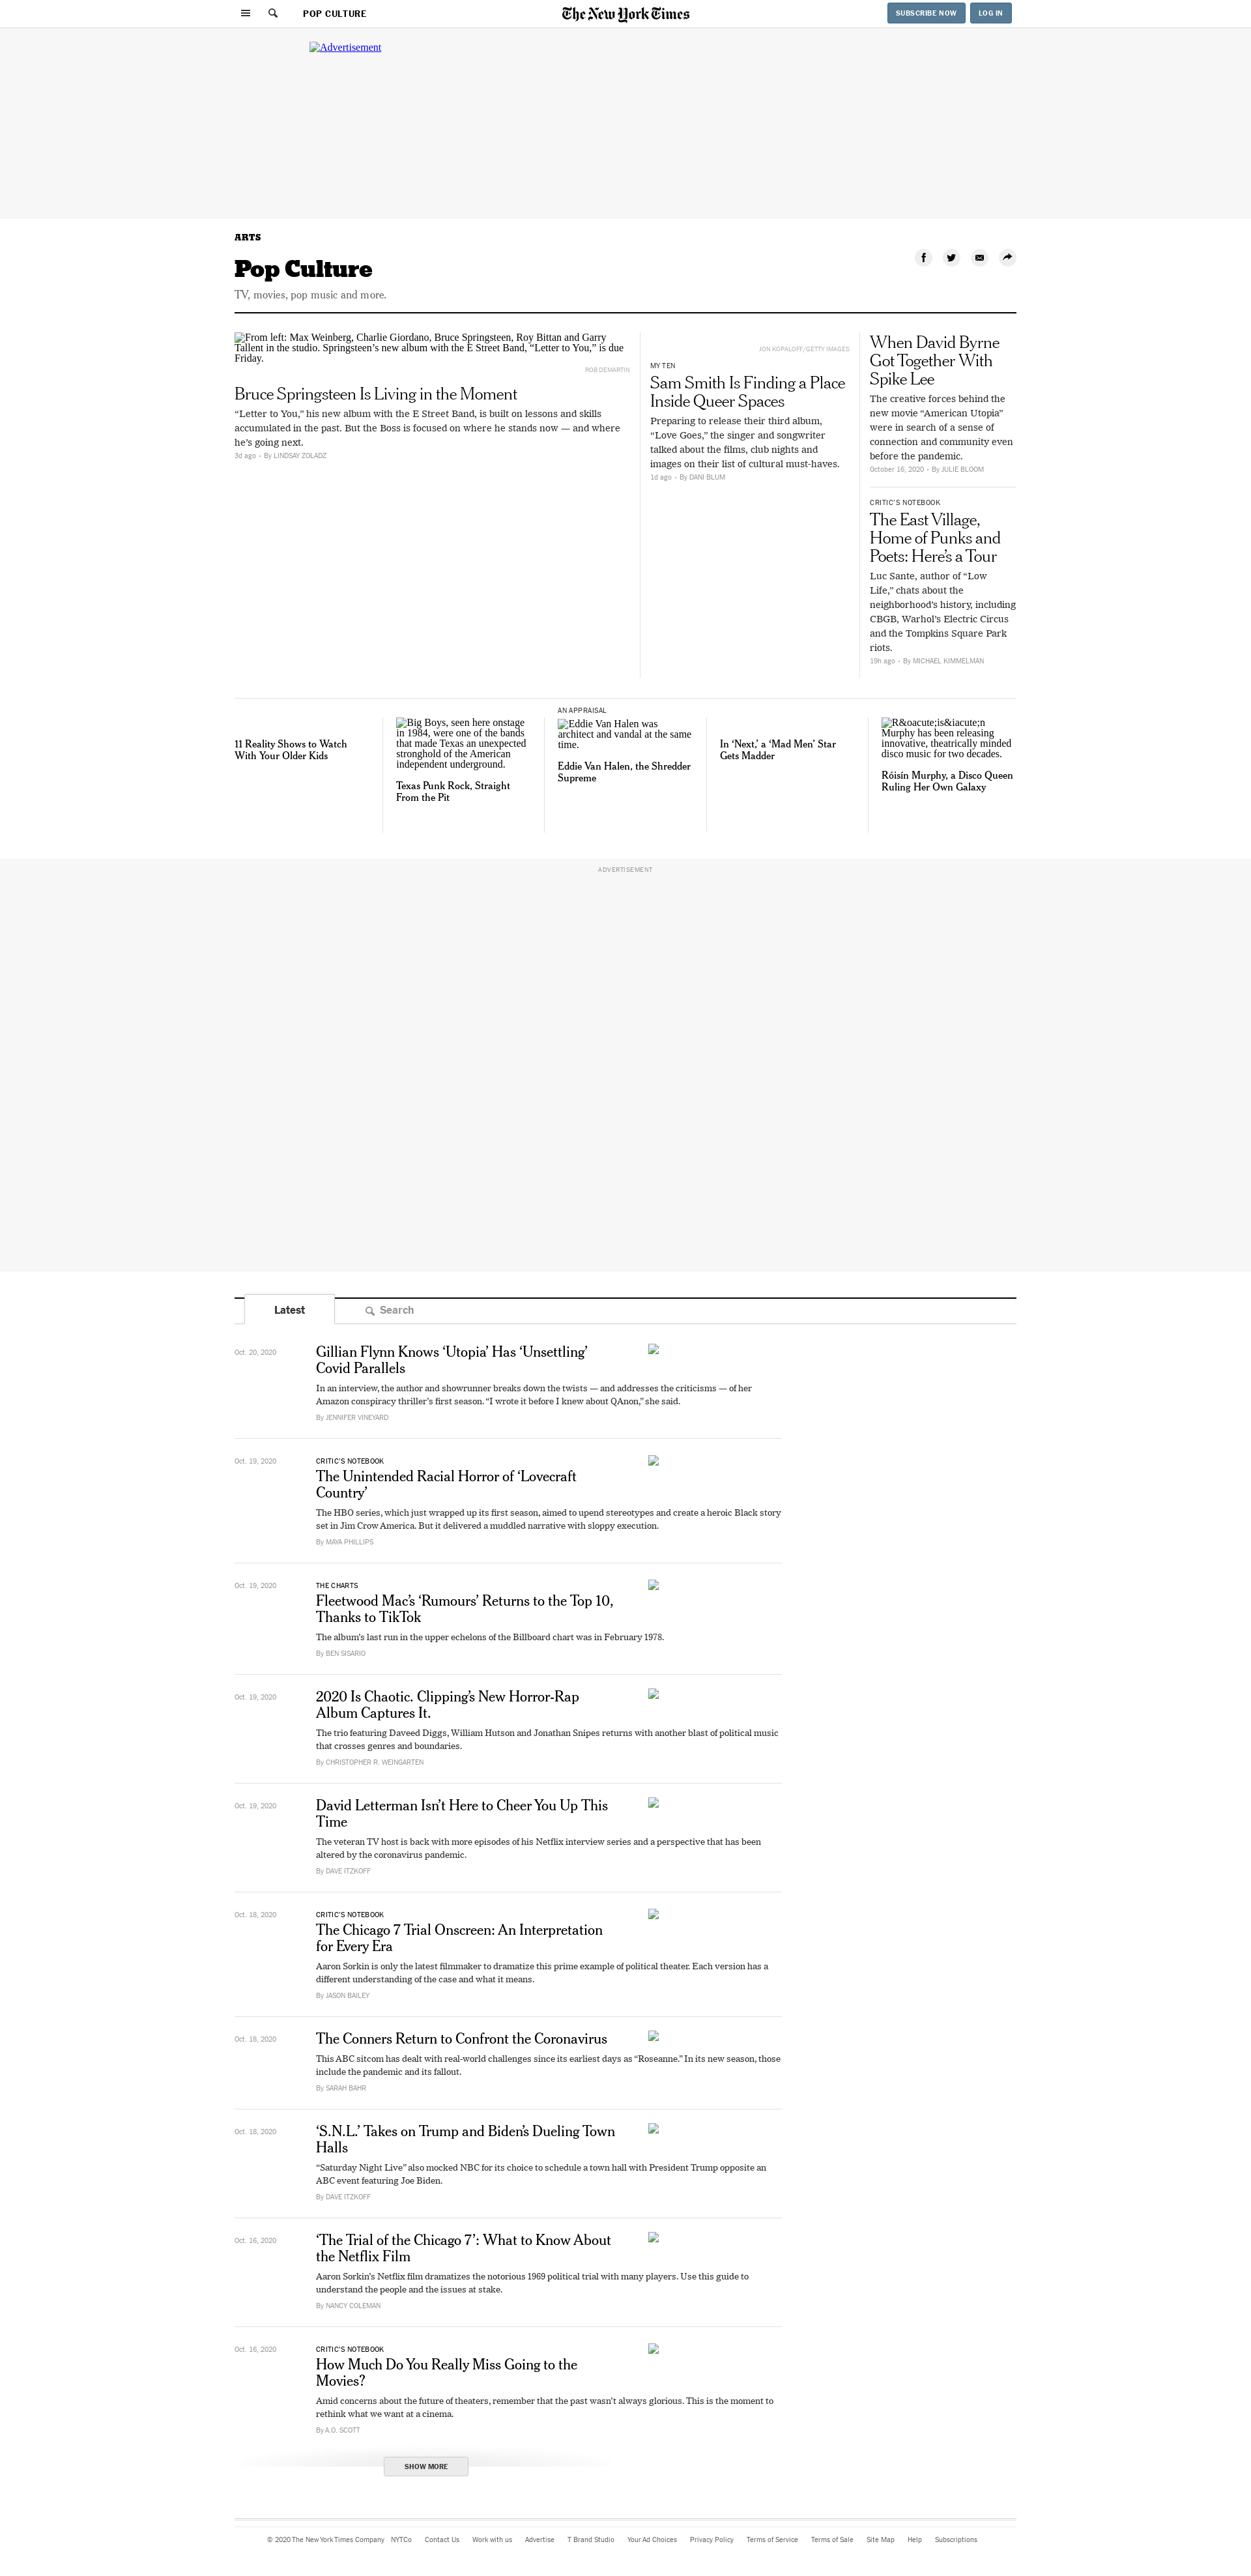 POP CULTURE
The New York Times
SUBSCRIBE NOW
LOG IN
Advertisement
ARTS
Pop Culture
TV, movies, pop music and more.
From left: Max Weinberg, Charlie Giordano, Bruce Springsteen, Roy Bittan and Garry
Tallent in the studio. Springsteen’s new album with the E Street Band, “Letter to You,” is due
Friday.
ROB DEMARTIN
Bruce Springsteen Is Living in the Moment
“Letter to You,” his new album with the E Street Band, is built on lessons and skills
accumulated in the past. But the Boss is focused on where he stands now — and where
he’s going next.
3d ago • By LINDSAY ZOLADZ
JON KOPALOFF/GETTY IMAGES
MY TEN
Sam Smith Is Finding a Place
Inside Queer Spaces
Preparing to release their third album,
“Love Goes,” the singer and songwriter
talked about the films, club nights and
images on their list of cultural must-haves.
1d ago • By DANI BLUM
When David Byrne
Got Together With
Spike Lee
The creative forces behind the
new movie “American Utopia”
were in search of a sense of
connection and community even
before the pandemic.
October 16, 2020 • By JULIE BLOOM
CRITIC’S NOTEBOOK
The East Village,
Home of Punks and
Poets: Here’s a Tour
Luc Sante, author of “Low
Life,” chats about the
neighborhood’s history, including
CBGB, Warhol’s Electric Circus
and the Tompkins Square Park
riots.
19h ago • By MICHAEL KIMMELMAN
11 Reality Shows to Watch
With Your Older Kids
Big Boys, seen here onstage
in 1984, were one of the bands
that made Texas an unexpected
stronghold of the American
independent underground.
Texas Punk Rock, Straight
From the Pit
AN APPRAISAL
Eddie Van Halen was
architect and vandal at the same
time.
Eddie Van Halen, the Shredder
Supreme
In ‘Next,’ a ‘Mad Men’ Star
Gets Madder
R&oacute;is&iacute;n
Murphy has been releasing
innovative, theatrically minded
disco music for two decades.
Róisín Murphy, a Disco Queen
Ruling Her Own Galaxy
ADVERTISEMENT
Latest
Search
Oct. 20, 2020
Gillian Flynn Knows ‘Utopia’ Has ‘Unsettling’
Covid Parallels
In an interview, the author and showrunner breaks down the twists — and addresses the criticisms — of her
Amazon conspiracy thriller’s first season. “I wrote it before I knew about QAnon,” she said.
By JENNIFER VINEYARD
Oct. 19, 2020
CRITIC’S NOTEBOOK
The Unintended Racial Horror of ‘Lovecraft
Country’
The HBO series, which just wrapped up its first season, aimed to upend stereotypes and create a heroic Black story
set in Jim Crow America. But it delivered a muddled narrative with sloppy execution.
By MAYA PHILLIPS
Oct. 19, 2020
THE CHARTS
Fleetwood Mac’s ‘Rumours’ Returns to the Top 10,
Thanks to TikTok
The album’s last run in the upper echelons of the Billboard chart was in February 1978.
By BEN SISARIO
Oct. 19, 2020
2020 Is Chaotic. Clipping’s New Horror-Rap
Album Captures It.
The trio featuring Daveed Diggs, William Hutson and Jonathan Snipes returns with another blast of political music
that crosses genres and boundaries.
By CHRISTOPHER R. WEINGARTEN
Oct. 19, 2020
David Letterman Isn’t Here to Cheer You Up This
Time
The veteran TV host is back with more episodes of his Netflix interview series and a perspective that has been
altered by the coronavirus pandemic.
By DAVE ITZKOFF
Oct. 18, 2020
CRITIC’S NOTEBOOK
The Chicago 7 Trial Onscreen: An Interpretation
for Every Era
Aaron Sorkin is only the latest filmmaker to dramatize this prime example of political theater. Each version has a
different understanding of the case and what it means.
By JASON BAILEY
Oct. 18, 2020
The Conners Return to Confront the Coronavirus
This ABC sitcom has dealt with real-world challenges since its earliest days as “Roseanne.” In its new season, those
include the pandemic and its fallout.
By SARAH BAHR
Oct. 18, 2020
‘S.N.L.’ Takes on Trump and Biden’s Dueling Town
Halls
“Saturday Night Live” also mocked NBC for its choice to schedule a town hall with President Trump opposite an
ABC event featuring Joe Biden.
By DAVE ITZKOFF
Oct. 16, 2020
‘The Trial of the Chicago 7’: What to Know About
the Netflix Film
Aaron Sorkin’s Netflix film dramatizes the notorious 1969 political trial with many players. Use this guide to
understand the people and the issues at stake.
By NANCY COLEMAN
Oct. 16, 2020
CRITIC’S NOTEBOOK
How Much Do You Really Miss Going to the
Movies?
Amid concerns about the future of theaters, remember that the past wasn’t always glorious. This is the moment to
rethink what we want at a cinema.
By A.O. SCOTT
SHOW MORE
© 2020 The New York Times Company NYTCo Contact Us Work with us Advertise T Brand Studio Your Ad Choices Privacy Policy Terms of Service Terms of Sale Site Map Help Subscriptions